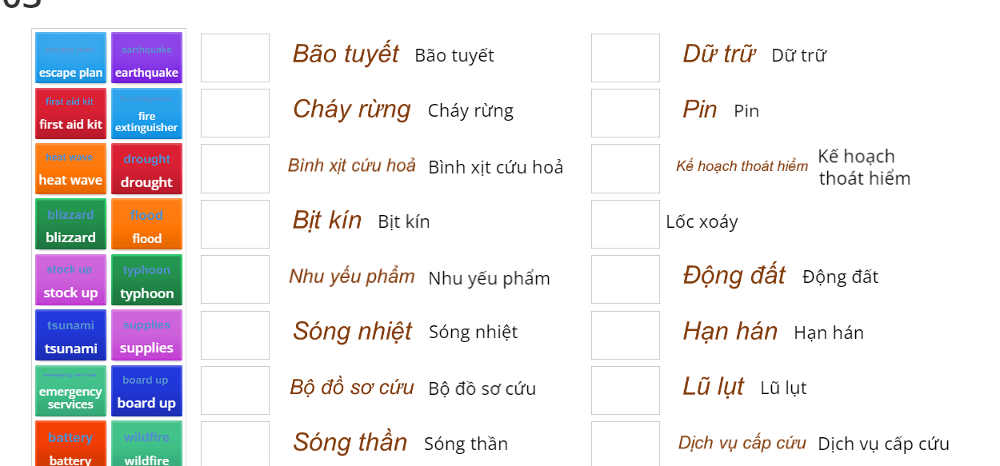 escape plan
earthquake
earthquake
first aid kit
first aid kit
fire
extinguisher
heat wave
heat wave
drought
drought
blizzard
blizzard
flood
flood
stock up
stock up
typhoon
typhoon
tsunami
tsunami
supplies
supplies
emergency services
emergency
services
board up
board up
battery
battery
wildfire
wildfire
Bão tuyết Bão tuyết
Cháy rừng Cháy rừng
Bình xịt cứu hoả Bình xịt cứu hoả
Bịt kín Bịt kín
Nhu yếu phẩm Nhu yếu phẩm
Sóng nhiệt Sóng nhiệt
Bộ đồ sơ cứu Bộ đồ sơ cứu
Sóng thần Sóng thần
Dữ trữ Dữ trữ
Pin Pin
Kế hoạch thoát hiểm Kế hoạch
thoát hiểm
Lốc xoáy
Động đất Động đất
Hạn hán Hạn hán
Lũ lụt Lũ lụt
Dịch vụ cấp cứu Dịch vụ cấp cứu